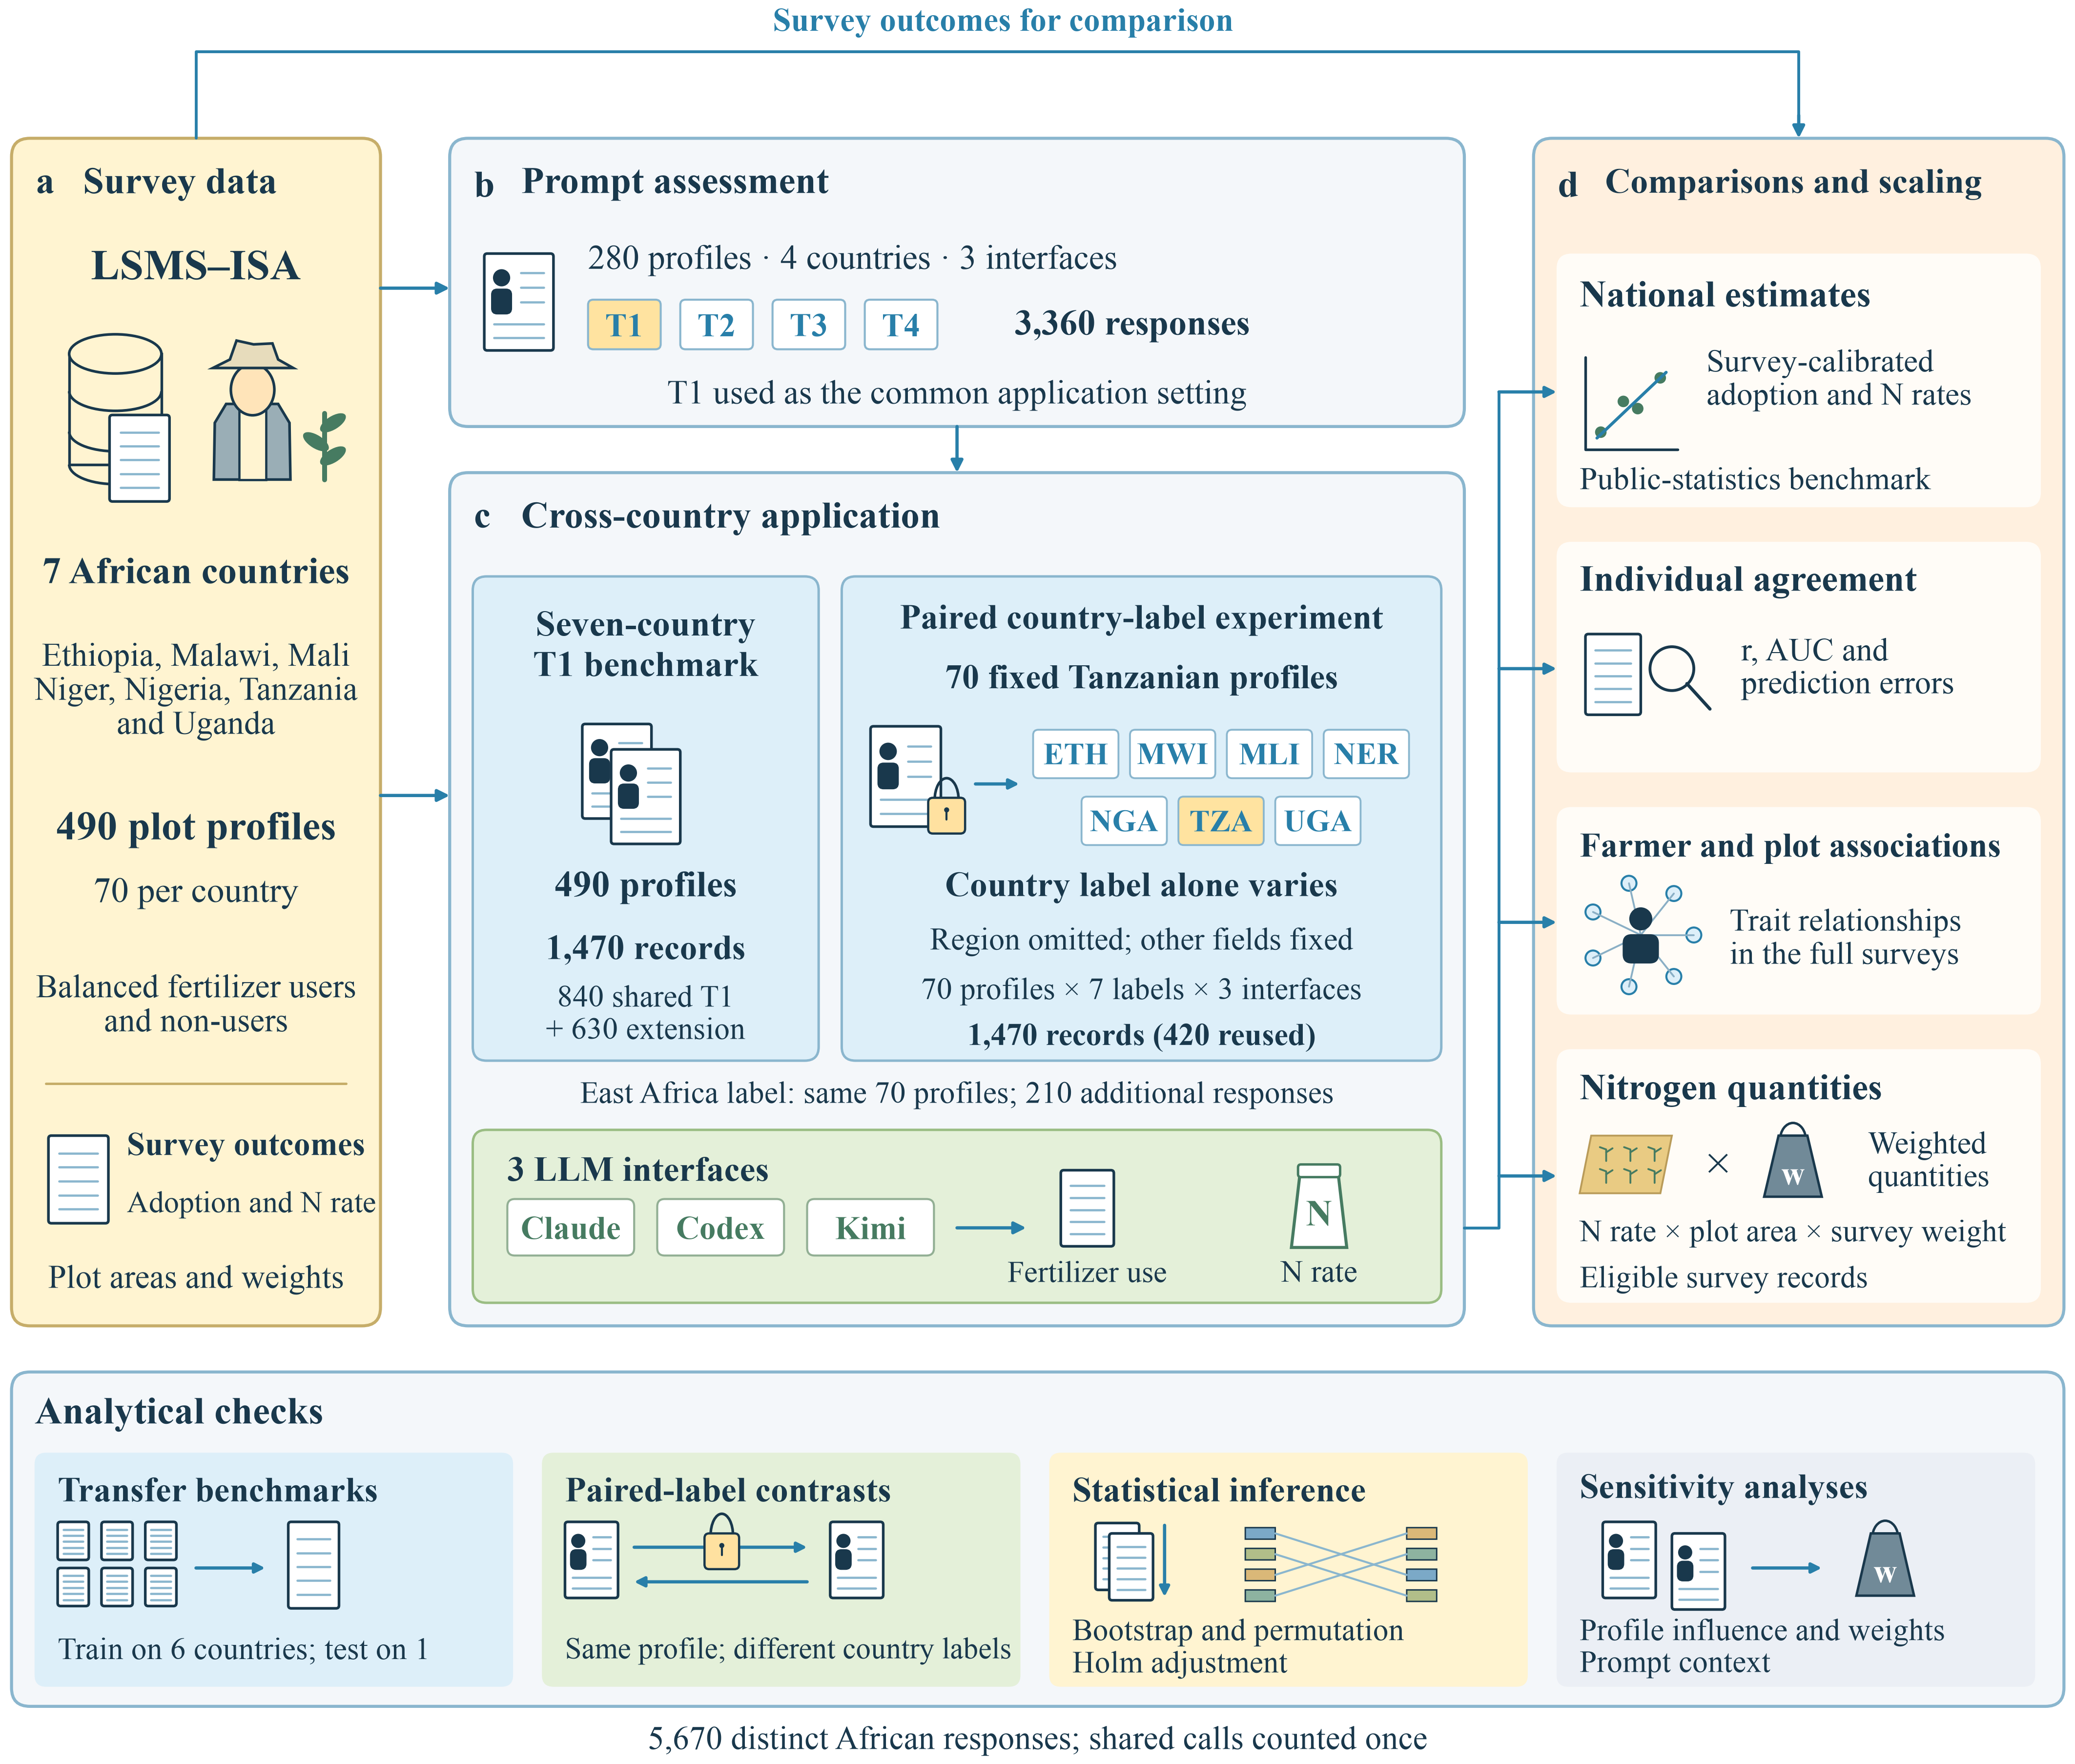 Survey outcomes for comparison
a Survey data
LSMS–ISA
7 African countries
Ethiopia, Malawi, Mali
Niger, Nigeria, Tanzania
and Uganda
490 plot profiles
70 per country
Balanced fertilizer users
and non-users
Survey outcomes
Adoption and N rate
Plot areas and weights
b Prompt assessment
280 profiles · 4 countries · 3 interfaces
T1 T2 T3 T4 3,360 responses
T1 used as the common application setting
c Cross-country application
Seven-country
T1 benchmark
490 profiles
1,470 records
840 shared T1
+ 630 extension
Paired country-label experiment
70 fixed Tanzanian profiles
ETH MWI MLI NER
NGA TZA UGA
Country label alone varies
Region omitted; other fields fixed
70 profiles × 7 labels × 3 interfaces
1,470 records (420 reused)
East Africa label: same 70 profiles; 210 additional responses
3 LLM interfaces
Claude Codex Kimi
N
Fertilizer use N rate
d Comparisons and scaling
National estimates
Survey-calibrated
adoption and N rates
Public-statistics benchmark
Individual agreement
r, AUC and
prediction errors
Farmer and plot associations
Trait relationships
in the full surveys
Nitrogen quantities
× w
Weighted
quantities
N rate × plot area × survey weight
Eligible survey records
Analytical checks
Transfer benchmarks
Train on 6 countries; test on 1
Paired-label contrasts
Same profile; different country labels
Statistical inference
Bootstrap and permutation
Holm adjustment
Sensitivity analyses
w
Profile influence and weights
Prompt context
5,670 distinct African responses; shared calls counted once